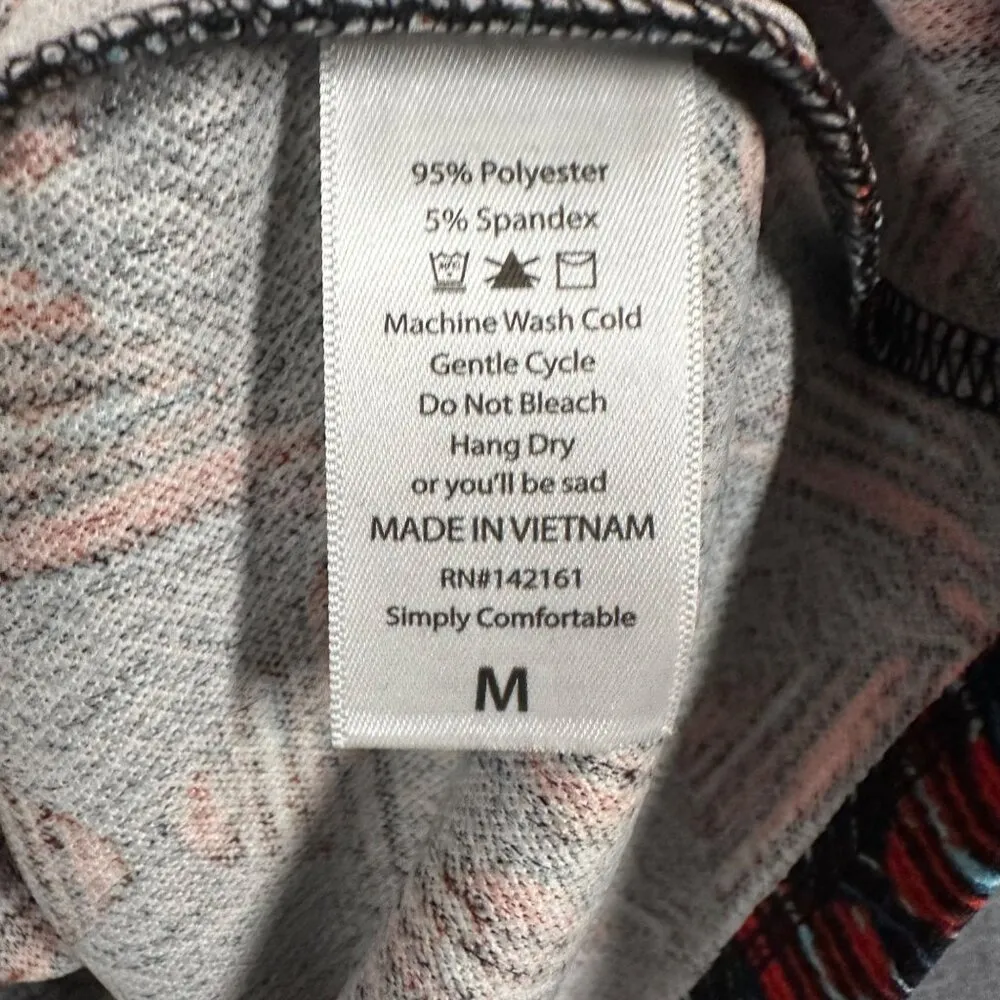 95% Polyester
5% Spandex
Machine Wash Cold
Gentle Cycle
Do Not Bleach
Hang Dry
or you'll be sad
MADE IN VIETNAM
RN#142161
Simply Comfortable
M